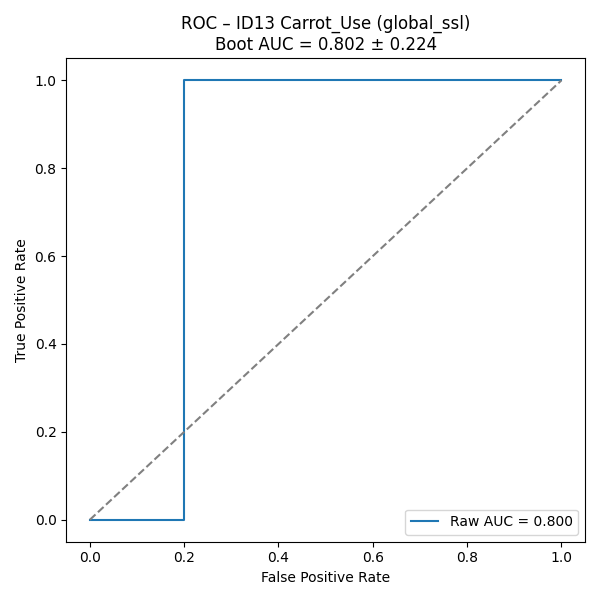 ROC – ID13 Carrot_Use (global_ssl)
Boot AUC = 0.802 ± 0.224
True Positive Rate
1.0
0.8
0.6
0.4
0.2
0.0
Raw AUC = 0.800
0.0 0.2 0.4 0.6 0.8 1.0
False Positive Rate